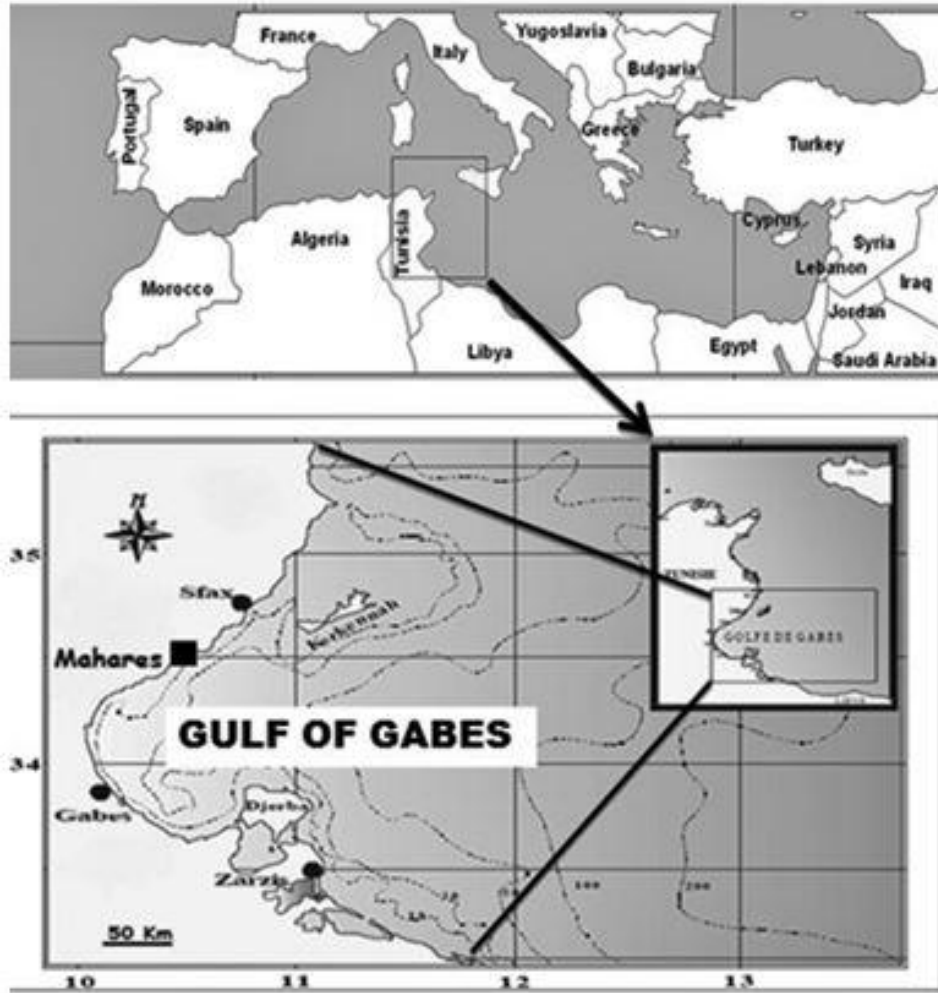 France
Italy
Yugoslavia
Bulgaria
Portugal
Spain
Greece
Turkey
Algeria
Tunisia
Cyprus
Syria
Lebanon
Iraq
Morocco
Jordan
Libya
Egypt
Saudi Arabia
N
35
Sfax
Kerkennah
TUNISIE
Mahares
GOLFE DE GABES
GULF OF GABES
34
Djerba
Gabes
Zarzis
100
200
50 Km
10
11
12
13